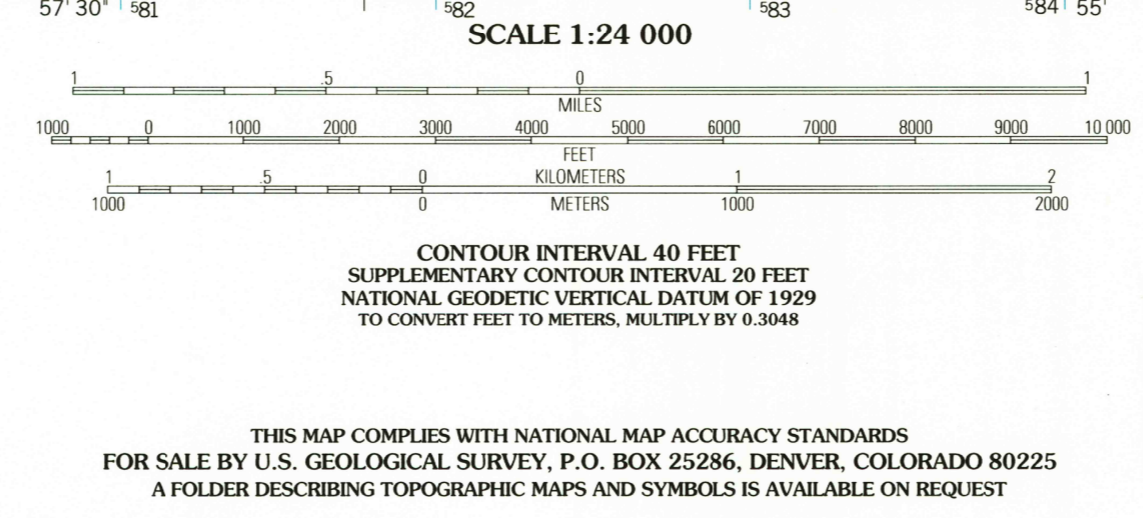 57' 30" 581 582 583 584 55'
SCALE 1:24 000
1 .5 0 1
MILES
1000 0 1000 2000 3000 4000 5000 6000 7000 8000 9000 10 000
FEET
1 .5 0 KILOMETERS 1 2
1000 0 METERS 1000 2000
CONTOUR INTERVAL 40 FEET
SUPPLEMENTARY CONTOUR INTERVAL 20 FEET
NATIONAL GEODETIC VERTICAL DATUM OF 1929
TO CONVERT FEET TO METERS, MULTIPLY BY 0.3048
THIS MAP COMPLIES WITH NATIONAL MAP ACCURACY STANDARDS
FOR SALE BY U.S. GEOLOGICAL SURVEY, P.O. BOX 25286, DENVER, COLORADO 80225
A FOLDER DESCRIBING TOPOGRAPHIC MAPS AND SYMBOLS IS AVAILABLE ON REQUEST